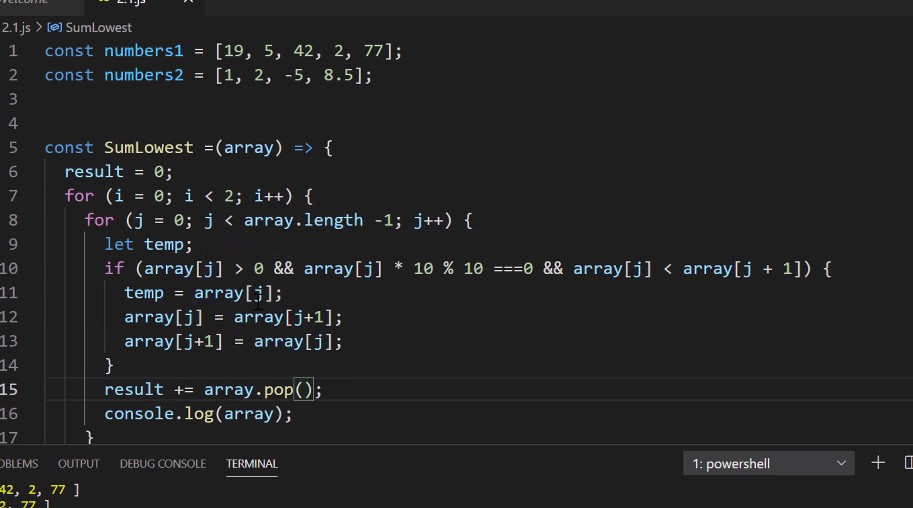 Welcome 2.1.js
2.1.js > SumLowest
1 const numbers1 = [19, 5, 42, 2, 77];
2 const numbers2 = [1, 2, -5, 8.5];
3
4
5 const SumLowest =(array) => {
6 result = 0;
7 for (i = 0; i < 2; i++) {
8 for (j = 0; j < array.length -1; j++) {
9 let temp;
10 if (array[j] > 0 && array[j] * 10 % 10 ===0 && array[j] < array[j + 1]) {
11 temp = array[j];
12 array[j] = array[j+1];
13 array[j+1] = array[j];
14 }
15 result += array.pop();
16 console.log(array);
17 }
OBLEMS OUTPUT DEBUG CONSOLE TERMINAL 1: powershell
42, 2, 77 ]
2, 77 ]